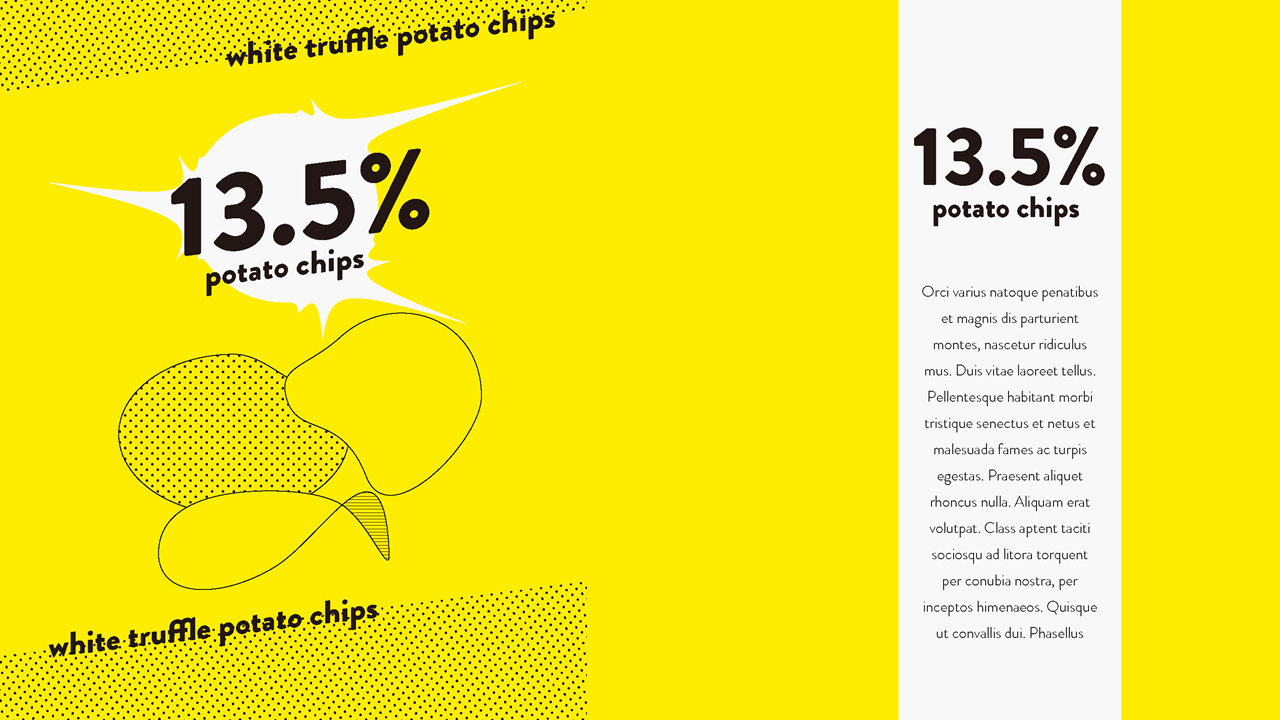 white truffle potato chips
13.5%
potato chips
white truffle potato chips
13.5%
potato chips
Orci varius natoque penatibus
et magnis dis parturient
montes, nascetur ridiculus
mus. Duis vitae laoreet tellus.
Pellentesque habitant morbi
tristique senectus et netus et
malesuada fames ac turpis
egestas. Praesent aliquet
rhoncus nulla. Aliquam erat
volutpat. Class aptent taciti
sociosqu ad litora torquent
per conubia nostra, per
inceptos himenaeos. Quisque
ut convallis dui. Phasellus